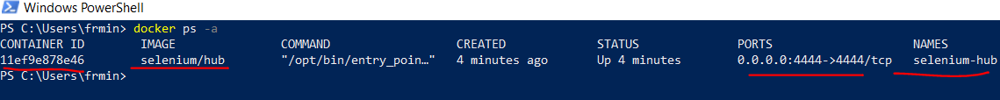 Windows PowerShell
PS C:\Users\frmin> docker ps -a
CONTAINER ID IMAGE COMMAND CREATED STATUS PORTS NAMES
11ef9e878e46 selenium/hub "/opt/bin/entry_poin…" 4 minutes ago Up 4 minutes 0.0.0.0:4444->4444/tcp selenium-hub
PS C:\Users\frmin>